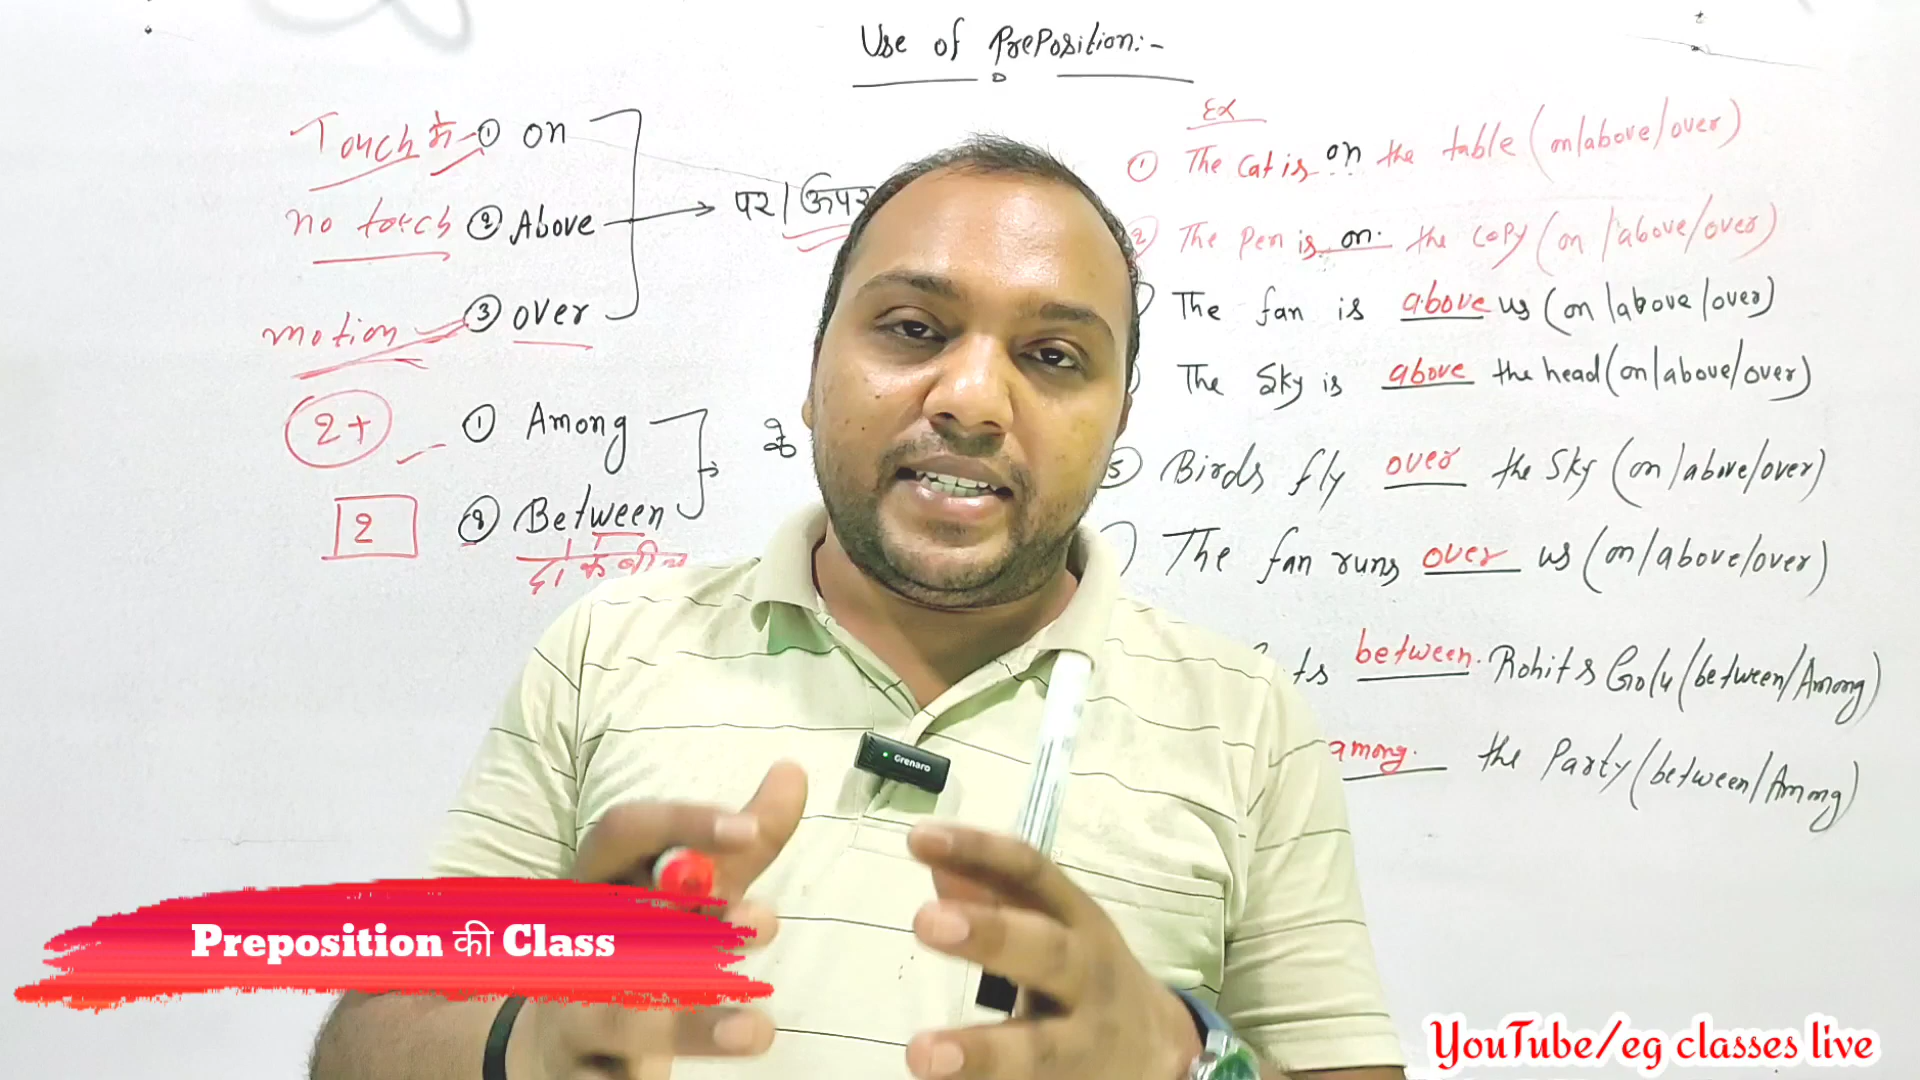 Use of Preposition:-
Touch में ① on
no touch ② Above
पर/ऊपर
motion ③ over
2+ ① Among
के
2 ② Between
दो के बीच
Ex
① The Cat is on the table (on/above/over)
② The Pen is on the copy (on/above/over)
The fan is above us (on/above/over)
The Sky is above the head (on/above/over)
⑤ Birds fly over the Sky (on/above/over)
The fan runs over us (on/above/over)
between Rohit & Golu (between/Among)
among the Party (between/Among)
Grenaro
Preposition की Class
YouTube/eg classes live